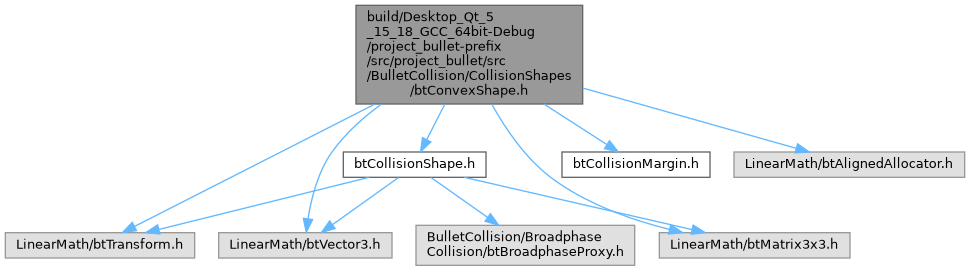 build/Desktop_Qt_5
_15_18_GCC_64bit-Debug
/project_bullet-prefix
/src/project_bullet/src
/BulletCollision/CollisionShapes
/btConvexShape.h
btCollisionShape.h
btCollisionMargin.h
LinearMath/btAlignedAllocator.h
LinearMath/btTransform.h
LinearMath/btVector3.h
BulletCollision/Broadphase
Collision/btBroadphaseProxy.h
LinearMath/btMatrix3x3.h